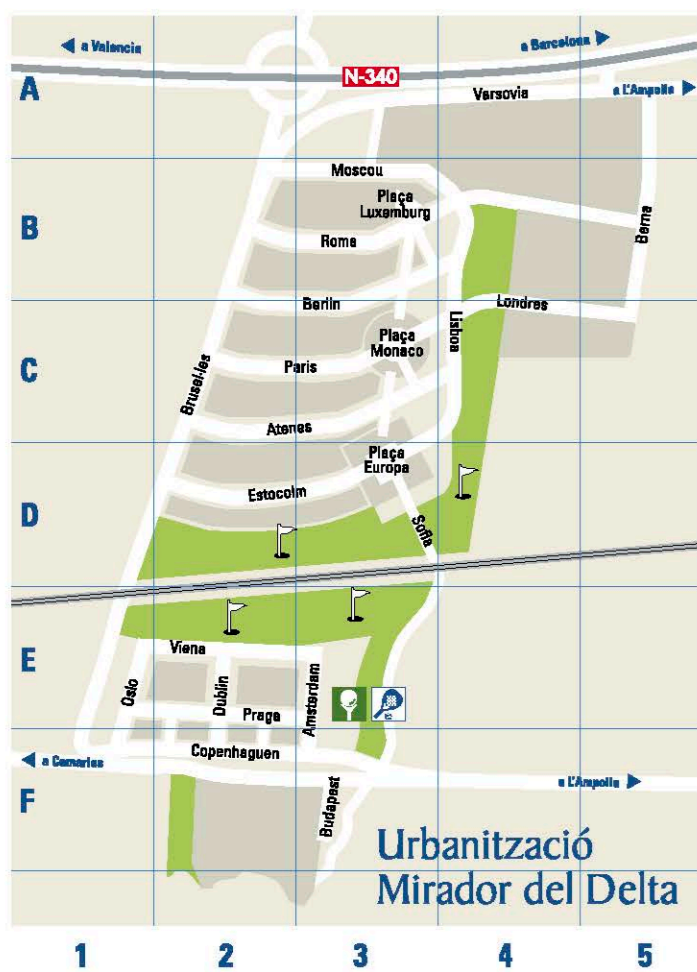 a Valencia
a Barcelona
N-340
A
Varsovia
a L'Ampolla
Moscou
Plaça
Luxemburg
B
Roma
Berna
Berlin
Londres
Lisboa
Plaça
Monaco
C
Paris
Brussel·les
Atenes
Plaça
Europa
Estocolm
D
Sofia
E
Viena
Oslo
Dublin
Amsterdam
Praga
Copenhaguen
a Camarles
a L'Ampolla
F
Budapest
Urbanització
Mirador del Delta
1
2
3
4
5